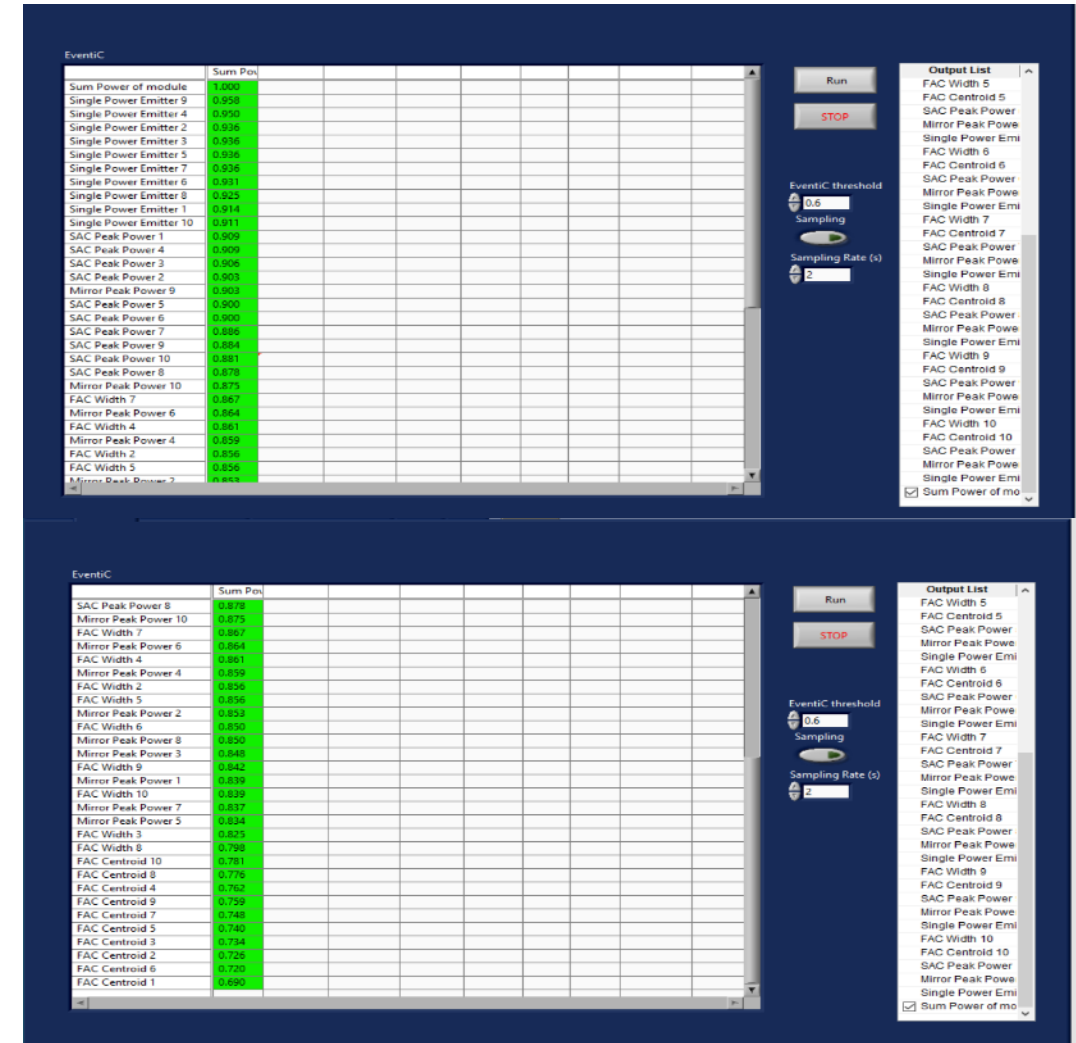 EventiC
Sum Pow
Sum Power of module 1.000
Single Power Emitter 9 0.958
Single Power Emitter 4 0.950
Single Power Emitter 2 0.936
Single Power Emitter 3 0.936
Single Power Emitter 5 0.936
Single Power Emitter 7 0.936
Single Power Emitter 6 0.931
Single Power Emitter 8 0.925
Single Power Emitter 1 0.914
Single Power Emitter 10 0.911
SAC Peak Power 1 0.909
SAC Peak Power 4 0.909
SAC Peak Power 3 0.906
SAC Peak Power 2 0.903
Mirror Peak Power 9 0.903
SAC Peak Power 5 0.900
SAC Peak Power 6 0.900
SAC Peak Power 7 0.886
SAC Peak Power 9 0.884
SAC Peak Power 10 0.881
SAC Peak Power 8 0.878
Mirror Peak Power 10 0.875
FAC Width 7 0.867
Mirror Peak Power 6 0.864
FAC Width 4 0.861
Mirror Peak Power 4 0.859
FAC Width 2 0.856
FAC Width 5 0.856
Mirror Peak Power 2 0.853
Run
STOP
EventiC threshold
0.6
Sampling
Sampling Rate (s)
2
Output List
FAC Width 5
FAC Centroid 5
SAC Peak Power
Mirror Peak Powe
Single Power Emi
FAC Width 6
FAC Centroid 6
SAC Peak Power
Mirror Peak Powe
Single Power Emi
FAC Width 7
FAC Centroid 7
SAC Peak Power
Mirror Peak Powe
Single Power Emi
FAC Width 8
FAC Centroid 8
SAC Peak Power
Mirror Peak Powe
Single Power Emi
FAC Width 9
FAC Centroid 9
SAC Peak Power
Mirror Peak Powe
Single Power Emi
FAC Width 10
FAC Centroid 10
SAC Peak Power
Mirror Peak Powe
Single Power Emi
Sum Power of mo
EventiC
Sum Pow
SAC Peak Power 8 0.878
Mirror Peak Power 10 0.875
FAC Width 7 0.867
Mirror Peak Power 6 0.864
FAC Width 4 0.861
Mirror Peak Power 4 0.859
FAC Width 2 0.856
FAC Width 5 0.856
Mirror Peak Power 2 0.853
FAC Width 6 0.850
Mirror Peak Power 8 0.850
Mirror Peak Power 3 0.848
FAC Width 9 0.842
Mirror Peak Power 1 0.839
FAC Width 10 0.839
Mirror Peak Power 7 0.837
Mirror Peak Power 5 0.834
FAC Width 3 0.825
FAC Width 8 0.798
FAC Centroid 10 0.781
FAC Centroid 8 0.776
FAC Centroid 4 0.762
FAC Centroid 9 0.759
FAC Centroid 7 0.748
FAC Centroid 5 0.740
FAC Centroid 3 0.734
FAC Centroid 2 0.726
FAC Centroid 6 0.720
FAC Centroid 1 0.690
Run
STOP
EventiC threshold
0.6
Sampling
Sampling Rate (s)
2
Output List
FAC Width 5
FAC Centroid 5
SAC Peak Power
Mirror Peak Powe
Single Power Emi
FAC Width 6
FAC Centroid 6
SAC Peak Power
Mirror Peak Powe
Single Power Emi
FAC Width 7
FAC Centroid 7
SAC Peak Power
Mirror Peak Powe
Single Power Emi
FAC Width 8
FAC Centroid 8
SAC Peak Power
Mirror Peak Powe
Single Power Emi
FAC Width 9
FAC Centroid 9
SAC Peak Power
Mirror Peak Powe
Single Power Emi
FAC Width 10
FAC Centroid 10
SAC Peak Power
Mirror Peak Powe
Single Power Emi
Sum Power of mo